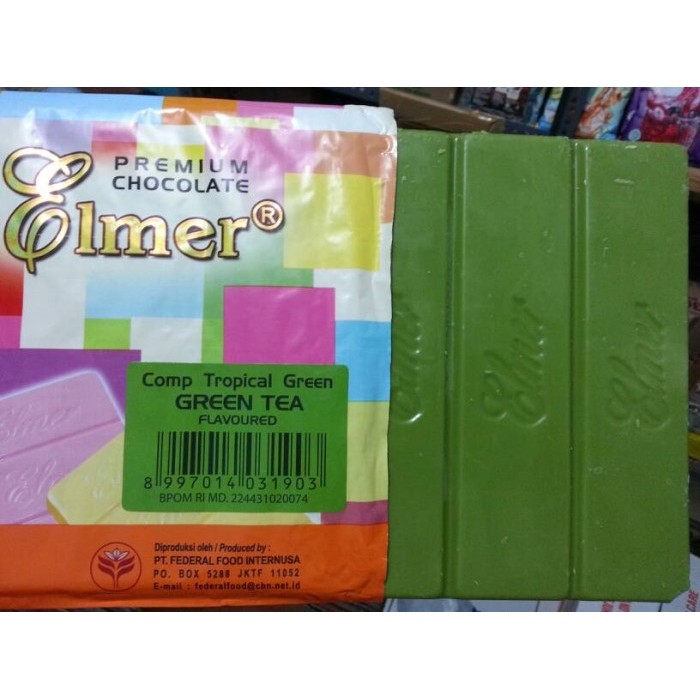 PREMIUM
CHOCOLATE
Elmer®
Comp Tropical Green
GREEN TEA
FLAVOURED
8 997014 031903
BPOM RI MD. 224431020074
Diproduksi oleh / Produced by :
PT. FEDERAL FOOD INTERNUSA
PO. BOX 5288 JKTF 11052
E-mail : federalfood@cbn.net.id
Elmer
Elmer
Elmer
Elmer